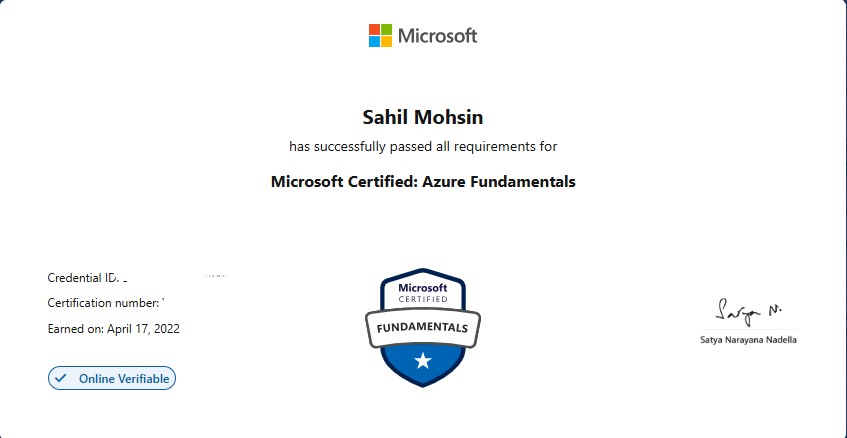 Microsoft
Sahil Mohsin
has successfully passed all requirements for
Microsoft Certified: Azure Fundamentals
Credential ID.
Certification number:
Earned on: April 17, 2022
Online Verifiable
Microsoft
CERTIFIED
FUNDAMENTALS
Satya N.
Satya Narayana Nadella